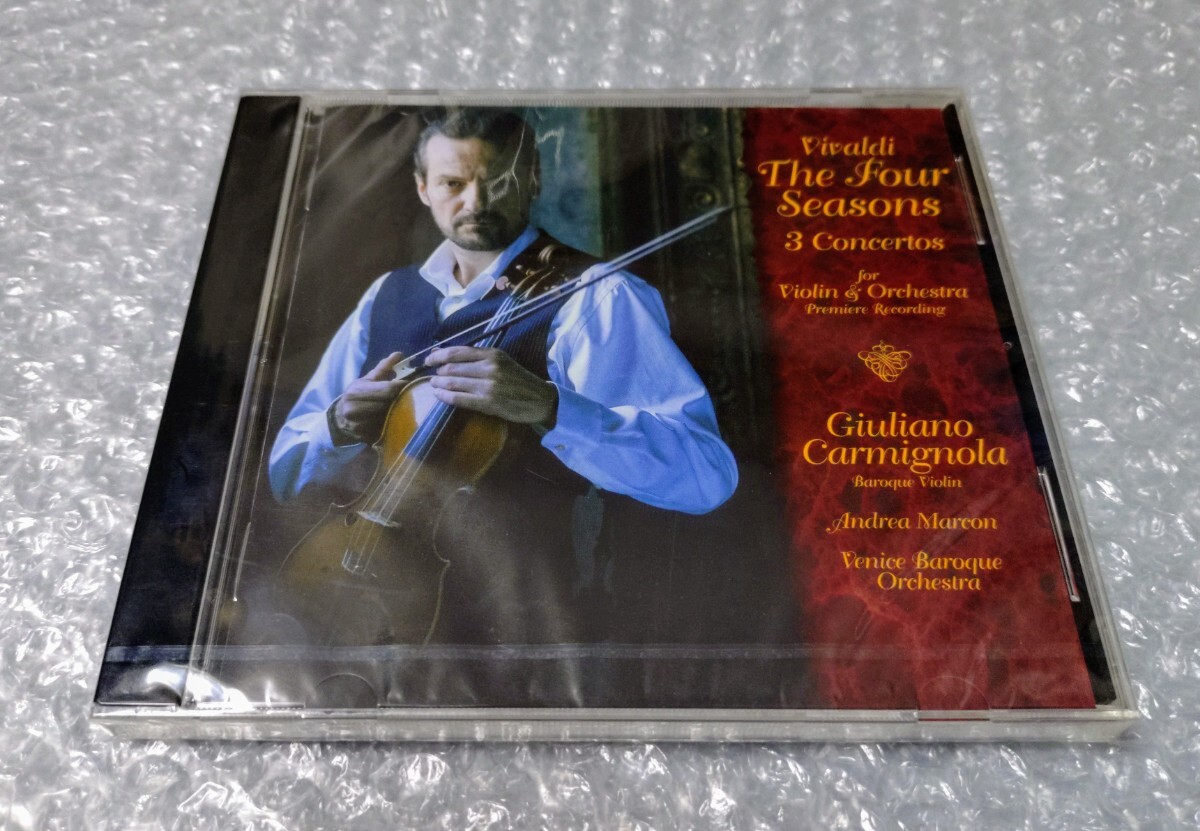 Vivaldi
The Four
Seasons
3 Concertos
for
Violin & Orchestra
Premiere Recording
Giuliano
Carmignola
Baroque Violin
Andrea Marcon
Venice Baroque
Orchestra